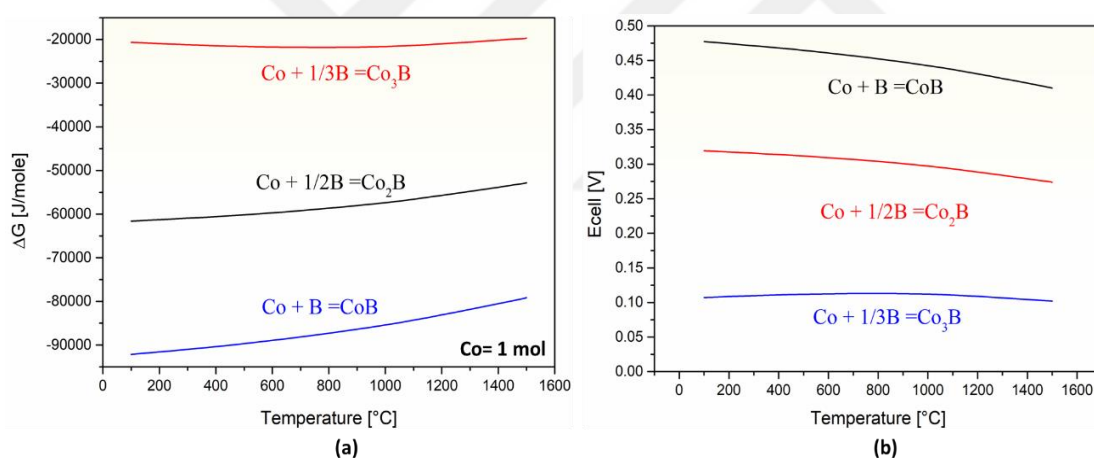 -20000
-30000
-40000
-50000
-60000
-70000
-80000
-90000
ΔG [J/mole]
Co + 1/3B =Co₃B
Co + 1/2B =Co₂B
Co + B =CoB
Co= 1 mol
0 200 400 600 800 1000 1200 1400 1600
Temperature [°C]
(a)
0.50
0.45
0.40
0.35
0.30
0.25
0.20
0.15
0.10
0.05
0.00
Ecell [V]
Co + B =CoB
Co + 1/2B =Co₂B
Co + 1/3B =Co₃B
0 200 400 600 800 1000 1200 1400 1600
Temperature [°C]
(b)